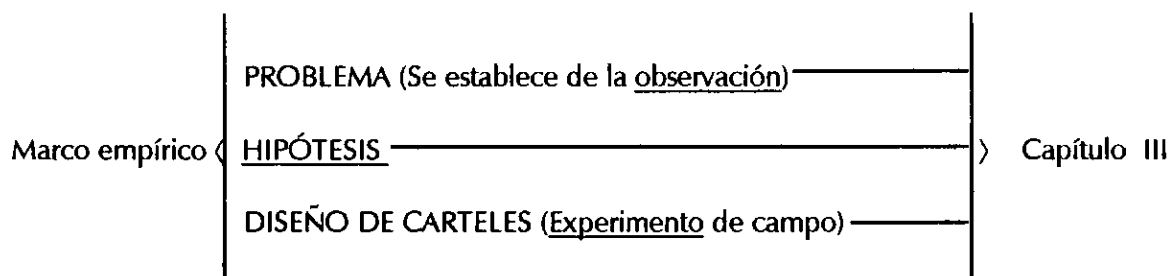 PROBLEMA (Se establece de la observación)
Marco empírico HIPÓTESIS Capítulo III
DISEÑO DE CARTELES (Experimento de campo)